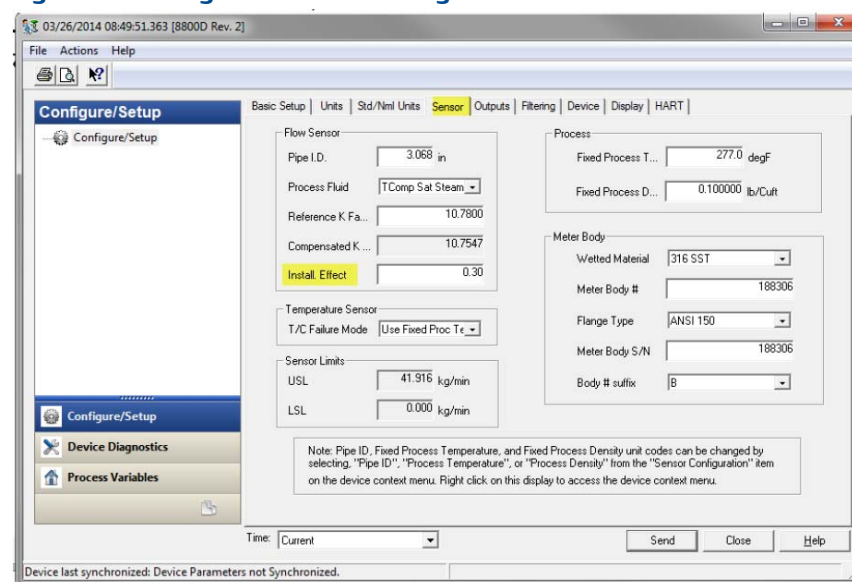 03/26/2014 08:49:51.363 [8800D Rev. 2]
File Actions Help
Configure/Setup
Configure/Setup
Basic Setup Units Std/Nml Units Sensor Outputs Filtering Device Display HART
Flow Sensor
Pipe I.D. 3.068 in
Process Fluid TComp Sat Steam
Reference K Fa... 10.7800
Compensated K ... 10.7547
Install. Effect 0.30
Temperature Sensor
T/C Failure Mode Use Fixed Proc Te
Sensor Limits
USL 41.916 kg/min
LSL 0.000 kg/min
Process
Fixed Process T... 277.0 degF
Fixed Process D... 0.100000 lb/Cuft
Meter Body
Wetted Material 316 SST
Meter Body # 188306
Flange Type ANSI 150
Meter Body S/N 188306
Body # suffix B
Note: Pipe ID, Fixed Process Temperature, and Fixed Process Density unit codes can be changed by
selecting, "Pipe ID", "Process Temperature", or "Process Density" from the "Sensor Configuration" item
on the device context menu. Right click on this display to access the device context menu.
Configure/Setup
Device Diagnostics
Process Variables
Time: Current
Send Close Help
Device last synchronized: Device Parameters not Synchronized.